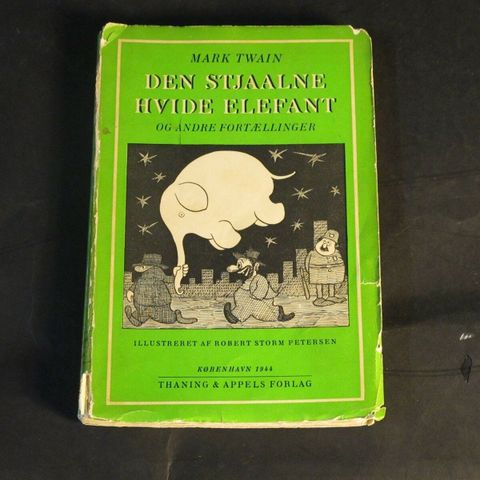 MARK TWAIN
DEN STJAALNE
HVIDE ELEFANT
OG ANDRE FORTÆLLINGER
ILLUSTRERET AF ROBERT STORM PETERSEN
KØBENHAVN 1944
THANING & APPELS FORLAG